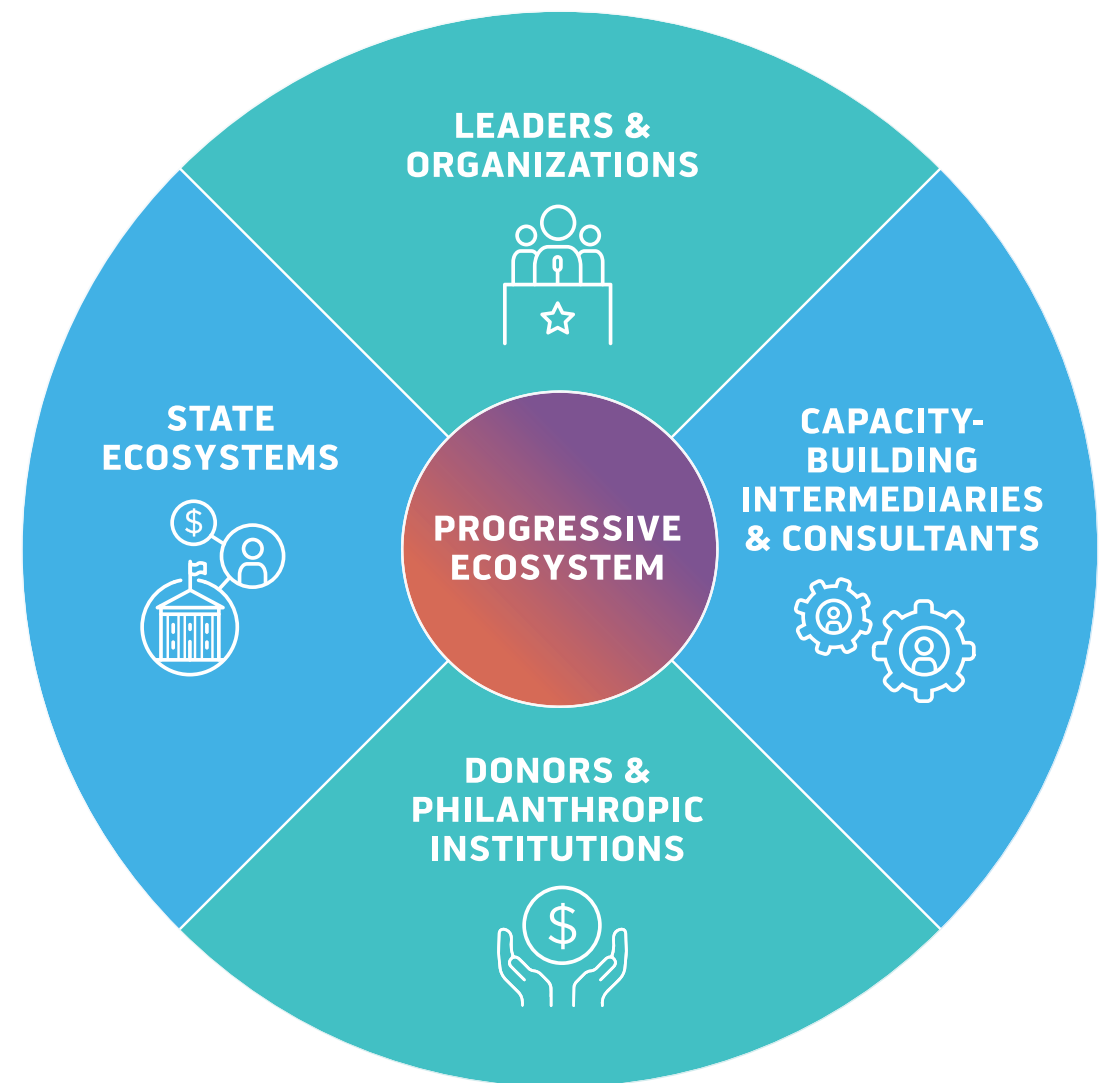 LEADERS &
ORGANIZATIONS
STATE
ECOSYSTEMS
$
PROGRESSIVE
ECOSYSTEM
CAPACITY-
BUILDING
INTERMEDIARIES
& CONSULTANTS
DONORS &
PHILANTHROPIC
INSTITUTIONS
$